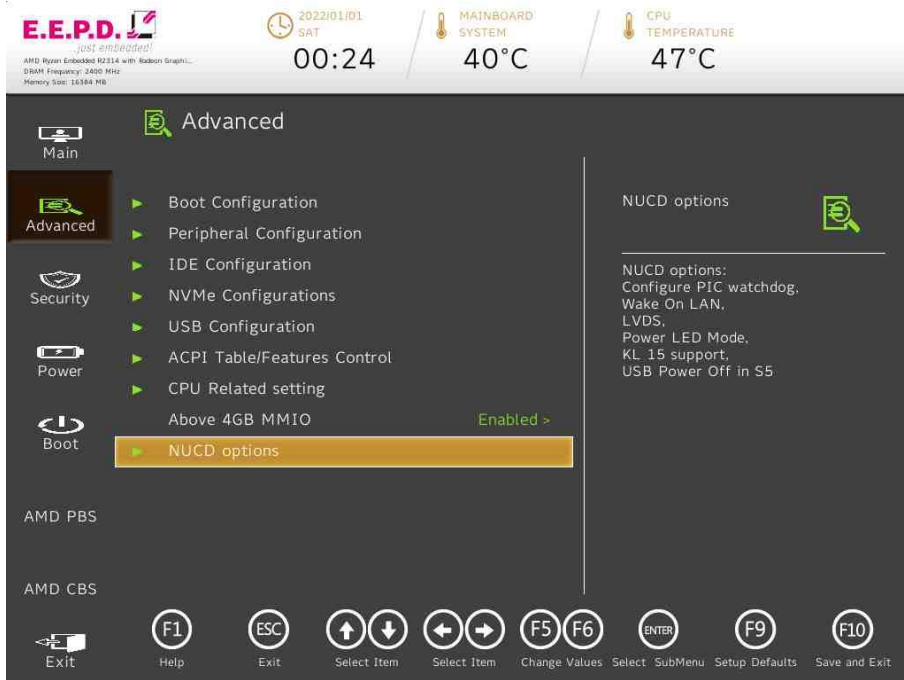 E.E.P.D.
...just embedded!
AMD Ryzen Embedded R2314 with Radeon Graphi...
DRAM Frequency: 2400 MHz
Memory Size: 16384 MB
2022/01/01
SAT
00:24
MAINBOARD
SYSTEM
40°C
CPU
TEMPERATURE
47°C
Main
Advanced
Security
Power
Boot
AMD PBS
AMD CBS
Exit
Advanced
Boot Configuration
Peripheral Configuration
IDE Configuration
NVMe Configurations
USB Configuration
ACPI Table/Features Control
CPU Related setting
Above 4GB MMIO Enabled >
NUCD options
NUCD options
NUCD options:
Configure PIC watchdog,
Wake On LAN,
LVDS,
Power LED Mode,
KL 15 support,
USB Power Off in S5
F1
Help
ESC
Exit
Select Item
Select Item
F5 F6
Change Values
ENTER
Select SubMenu
F9
Setup Defaults
F10
Save and Exit